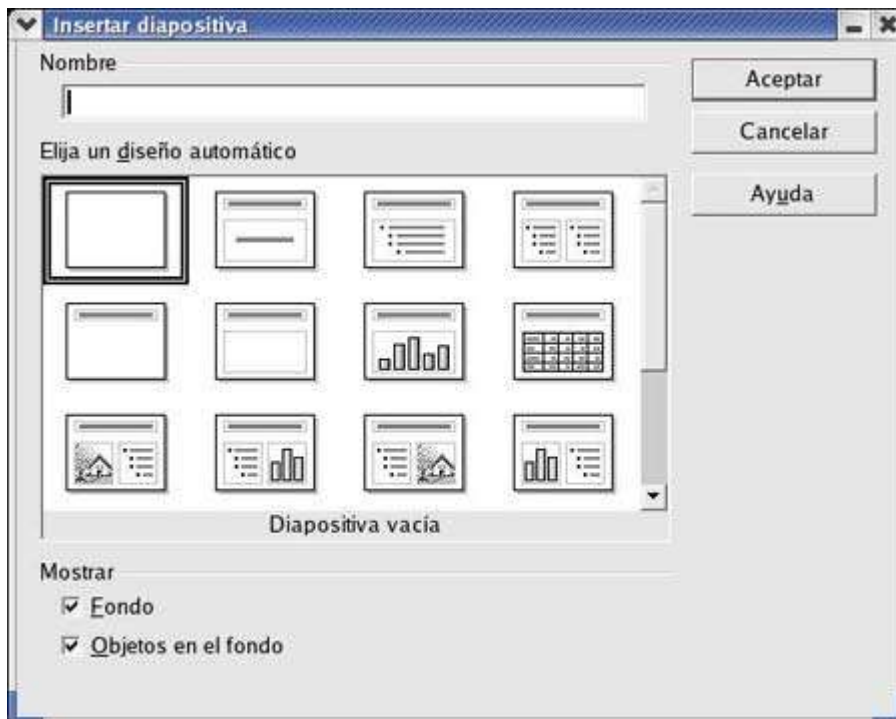 Insertar diapositiva
Nombre
Aceptar
Cancelar
Elija un diseño automático
Ayuda
Diapositiva vacía
Mostrar
Fondo
Objetos en el fondo